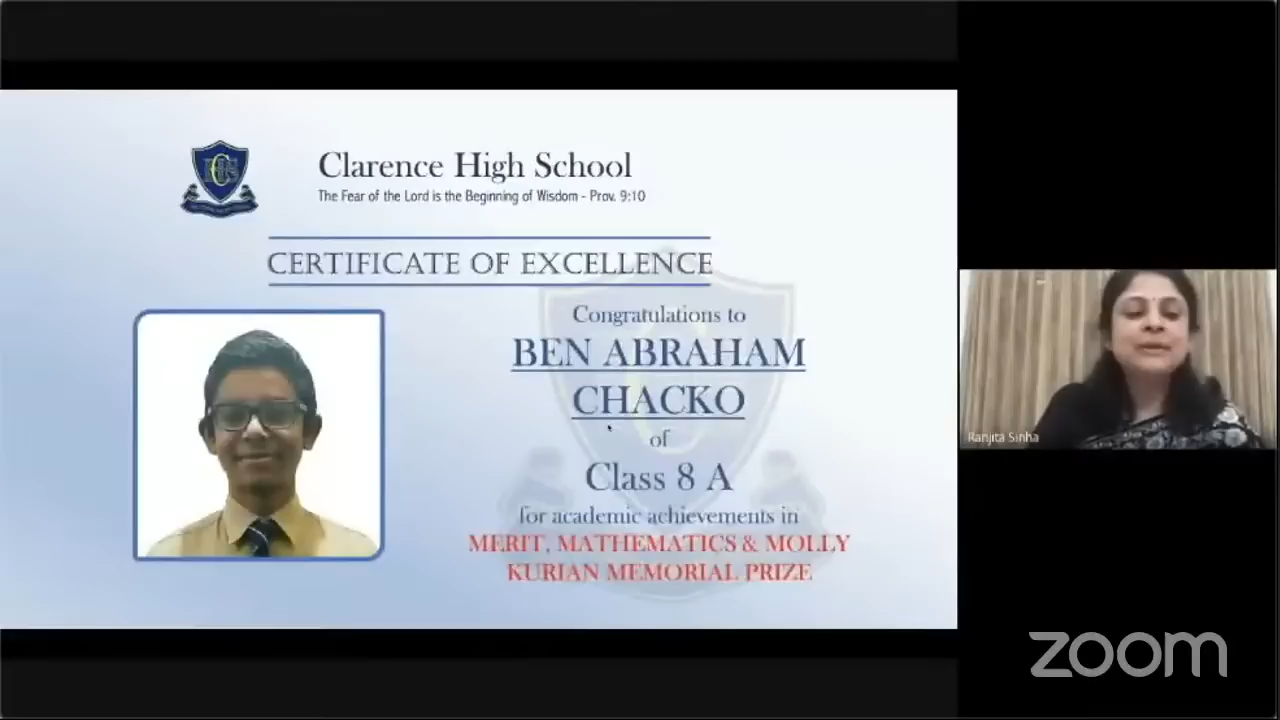 Clarence High School
The Fear of the Lord is the Beginning of Wisdom - Prov. 9:10
CERTIFICATE OF EXCELLENCE
Congratulations to
BEN ABRAHAM
CHACKO
of
Class 8 A
for academic achievements in
MERIT, MATHEMATICS & MOLLY
KURIAN MEMORIAL PRIZE
Ranjita Sinha
zoom